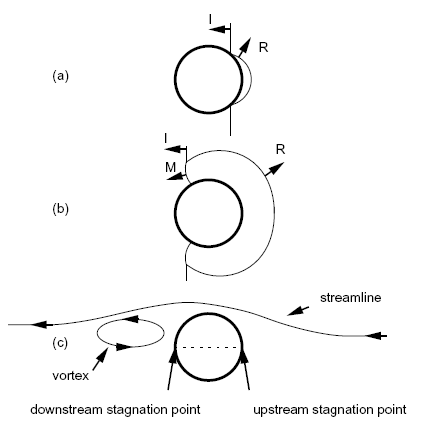 I
R
(a)
I
R
M
(b)
streamline
(c)
vortex
downstream stagnation point
upstream stagnation point